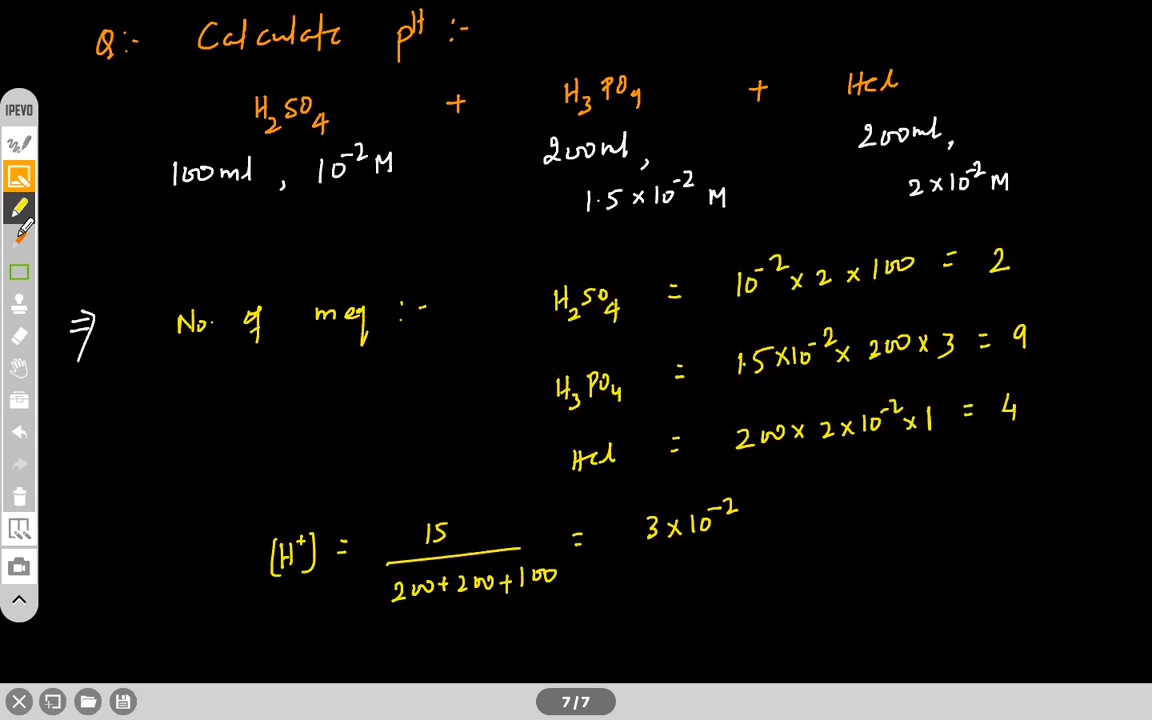 IPEVO
Q:- Calculate pH :-
H2SO4 + H3PO4 + Hcl
100ml, 10^-2 M 200ml, 1.5 × 10^-2 M 200ml, 2 × 10^-2 M
⇒ No. of meq :- H2SO4 = 10^-2 × 2 × 100 = 2
H3PO4 = 1.5 × 10^-2 × 200 × 3 = 9
Hcl = 200 × 2 × 10^-2 × 1 = 4
[H+] = 15 / 200 + 200 + 100 = 3 × 10^-2
7/7